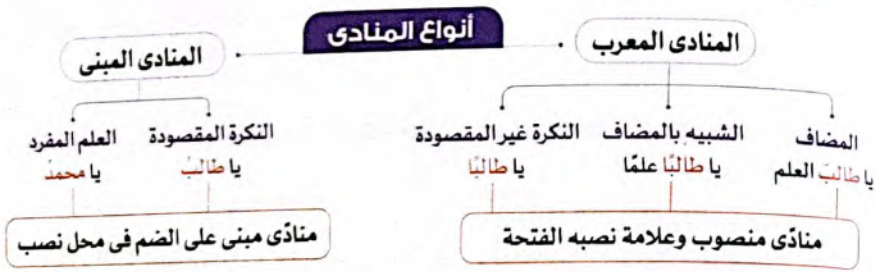 أنواع المنادى
المنادى المعرب
المنادى المبنى
المضاف
يا طالبَ العلم
الشبيه بالمضاف
يا طالبًا علمًا
النكرة غير المقصودة
يا طالبًا
النكرة المقصودة
يا طالبُ
العلم المفرد
يا محمدُ
منادًى منصوب وعلامة نصبه الفتحة
منادًى مبنى على الضم فى محل نصب